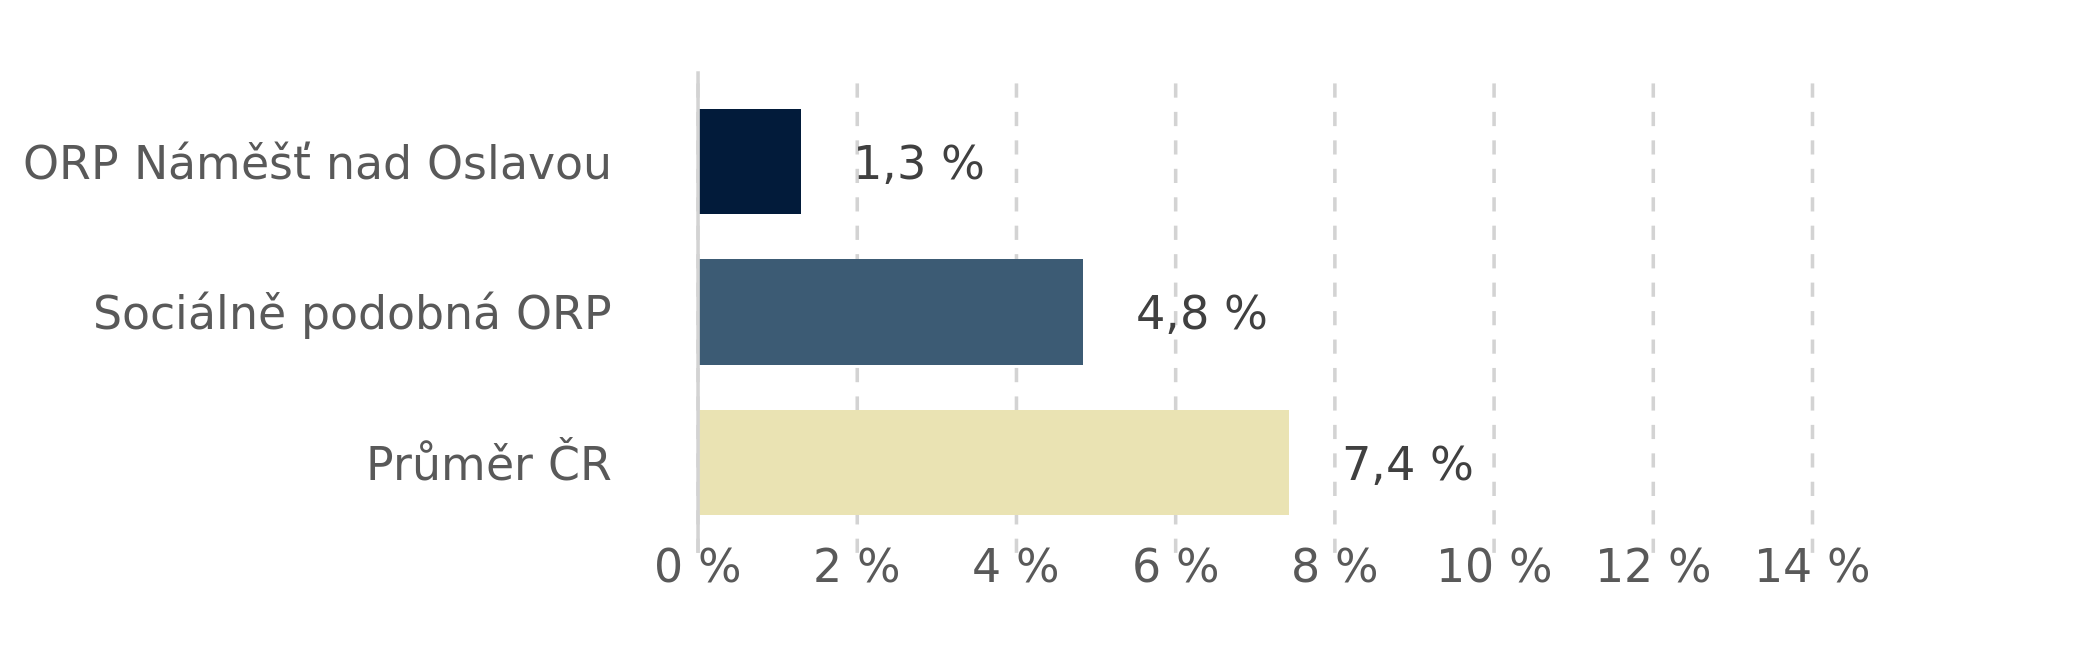 ORP Náměšť nad Oslavou 1,3 %
Sociálně podobná ORP 4,8 %
Průměr ČR 7,4 %
0 % 2 % 4 % 6 % 8 % 10 % 12 % 14 %